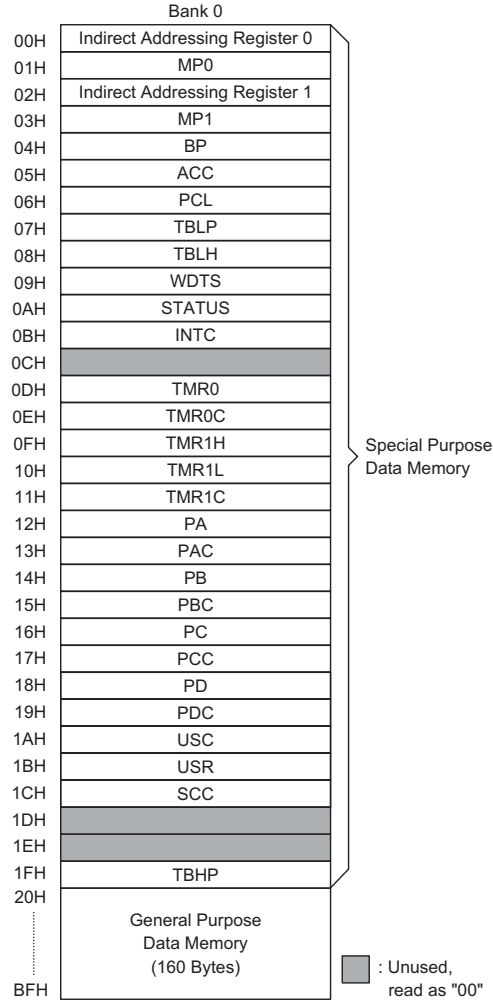 Bank 0
00H Indirect Addressing Register 0
01H MP0
02H Indirect Addressing Register 1
03H MP1
04H BP
05H ACC
06H PCL
07H TBLP
08H TBLH
09H WDTS
0AH STATUS
0BH INTC
0CH
0DH TMR0
0EH TMR0C
0FH TMR1H
10H TMR1L
11H TMR1C
12H PA
13H PAC
14H PB
15H PBC
16H PC
17H PCC
18H PD
19H PDC
1AH USC
1BH USR
1CH SCC
1DH
1EH
1FH TBHP
20H
BFH
General Purpose
Data Memory
(160 Bytes)
Special Purpose
Data Memory
: Unused,
read as "00"